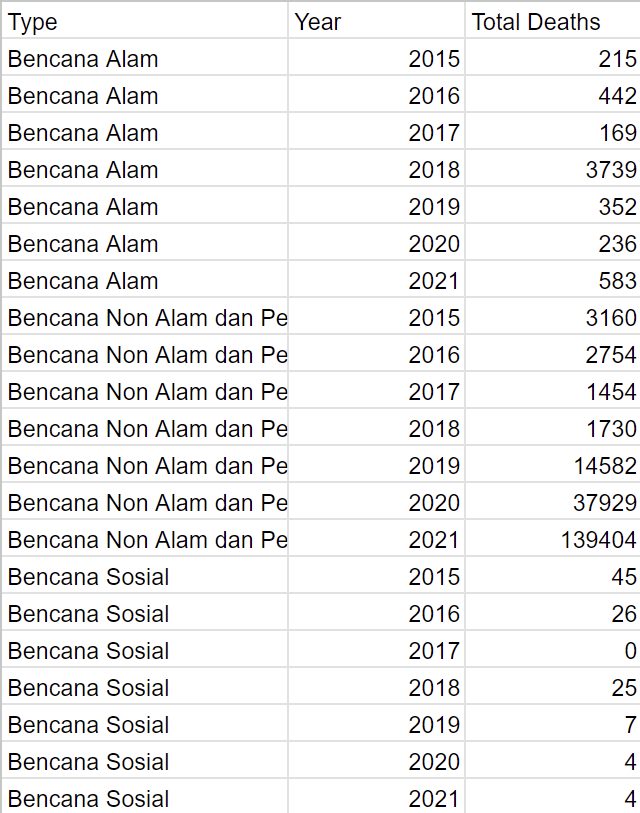 Type Year Total Deaths
Bencana Alam 2015 215
Bencana Alam 2016 442
Bencana Alam 2017 169
Bencana Alam 2018 3739
Bencana Alam 2019 352
Bencana Alam 2020 236
Bencana Alam 2021 583
Bencana Non Alam dan Pe 2015 3160
Bencana Non Alam dan Pe 2016 2754
Bencana Non Alam dan Pe 2017 1454
Bencana Non Alam dan Pe 2018 1730
Bencana Non Alam dan Pe 2019 14582
Bencana Non Alam dan Pe 2020 37929
Bencana Non Alam dan Pe 2021 139404
Bencana Sosial 2015 45
Bencana Sosial 2016 26
Bencana Sosial 2017 0
Bencana Sosial 2018 25
Bencana Sosial 2019 7
Bencana Sosial 2020 4
Bencana Sosial 2021 4